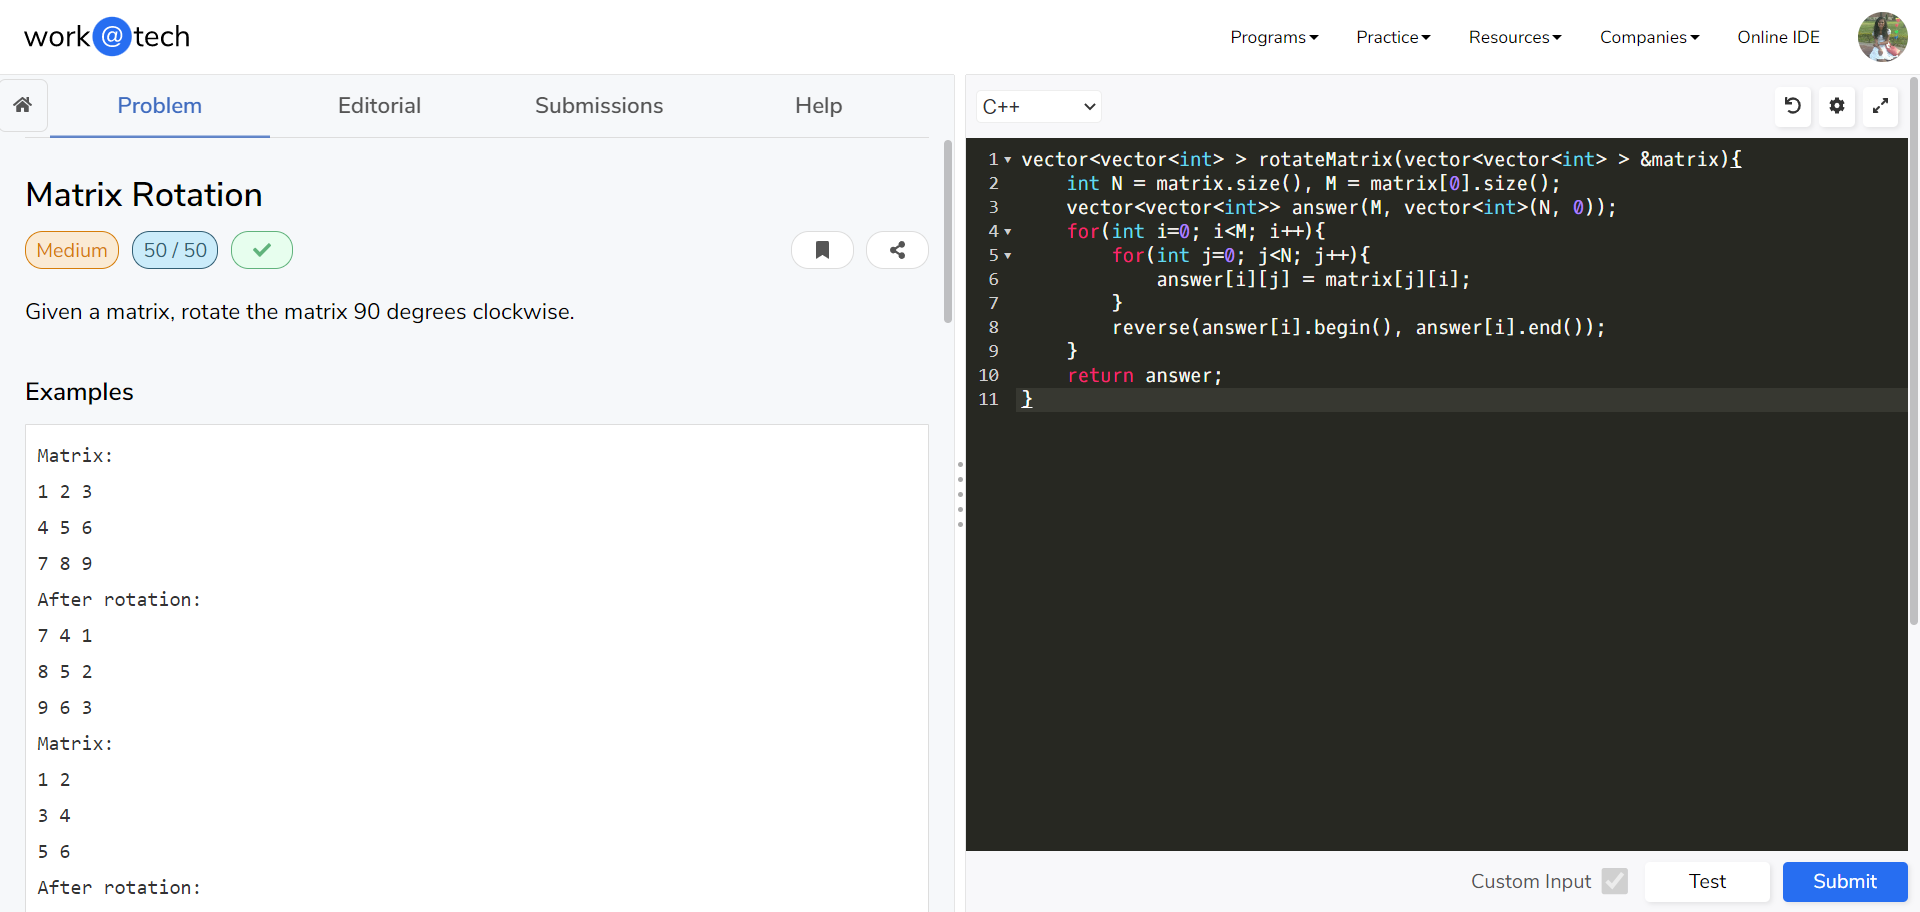 work@tech
Programs Practice Resources Companies Online IDE
Problem Editorial Submissions Help
Matrix Rotation
Medium 50 / 50
Given a matrix, rotate the matrix 90 degrees clockwise.
Examples
Matrix:
1 2 3
4 5 6
7 8 9
After rotation:
7 4 1
8 5 2
9 6 3
Matrix:
1 2
3 4
5 6
After rotation:
C++
1 vector<vector<int> > rotateMatrix(vector<vector<int> > &matrix){
2     int N = matrix.size(), M = matrix[0].size();
3     vector<vector<int>> answer(M, vector<int>(N, 0));
4     for(int i=0; i<M; i++){
5         for(int j=0; j<N; j++){
6             answer[i][j] = matrix[j][i];
7         }
8         reverse(answer[i].begin(), answer[i].end());
9     }
10     return answer;
11 }
Custom Input Test Submit